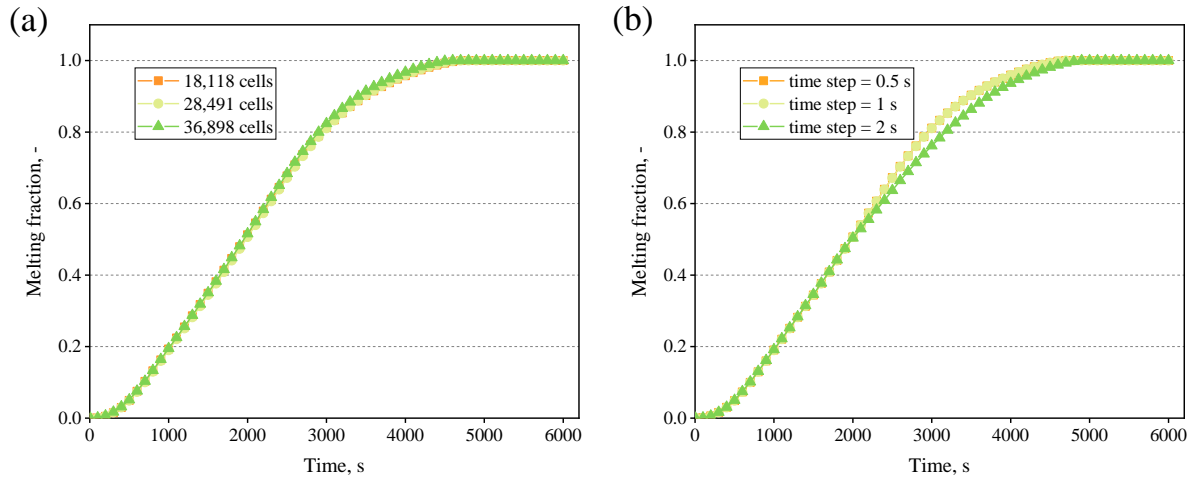 (a)
Melting fraction, -
1.0
0.8
0.6
0.4
0.2
0.0
18,118 cells
28,491 cells
36,898 cells
0 1000 2000 3000 4000 5000 6000
Time, s
(b)
Melting fraction, -
1.0
0.8
0.6
0.4
0.2
0.0
time step = 0.5 s
time step = 1 s
time step = 2 s
0 1000 2000 3000 4000 5000 6000
Time, s